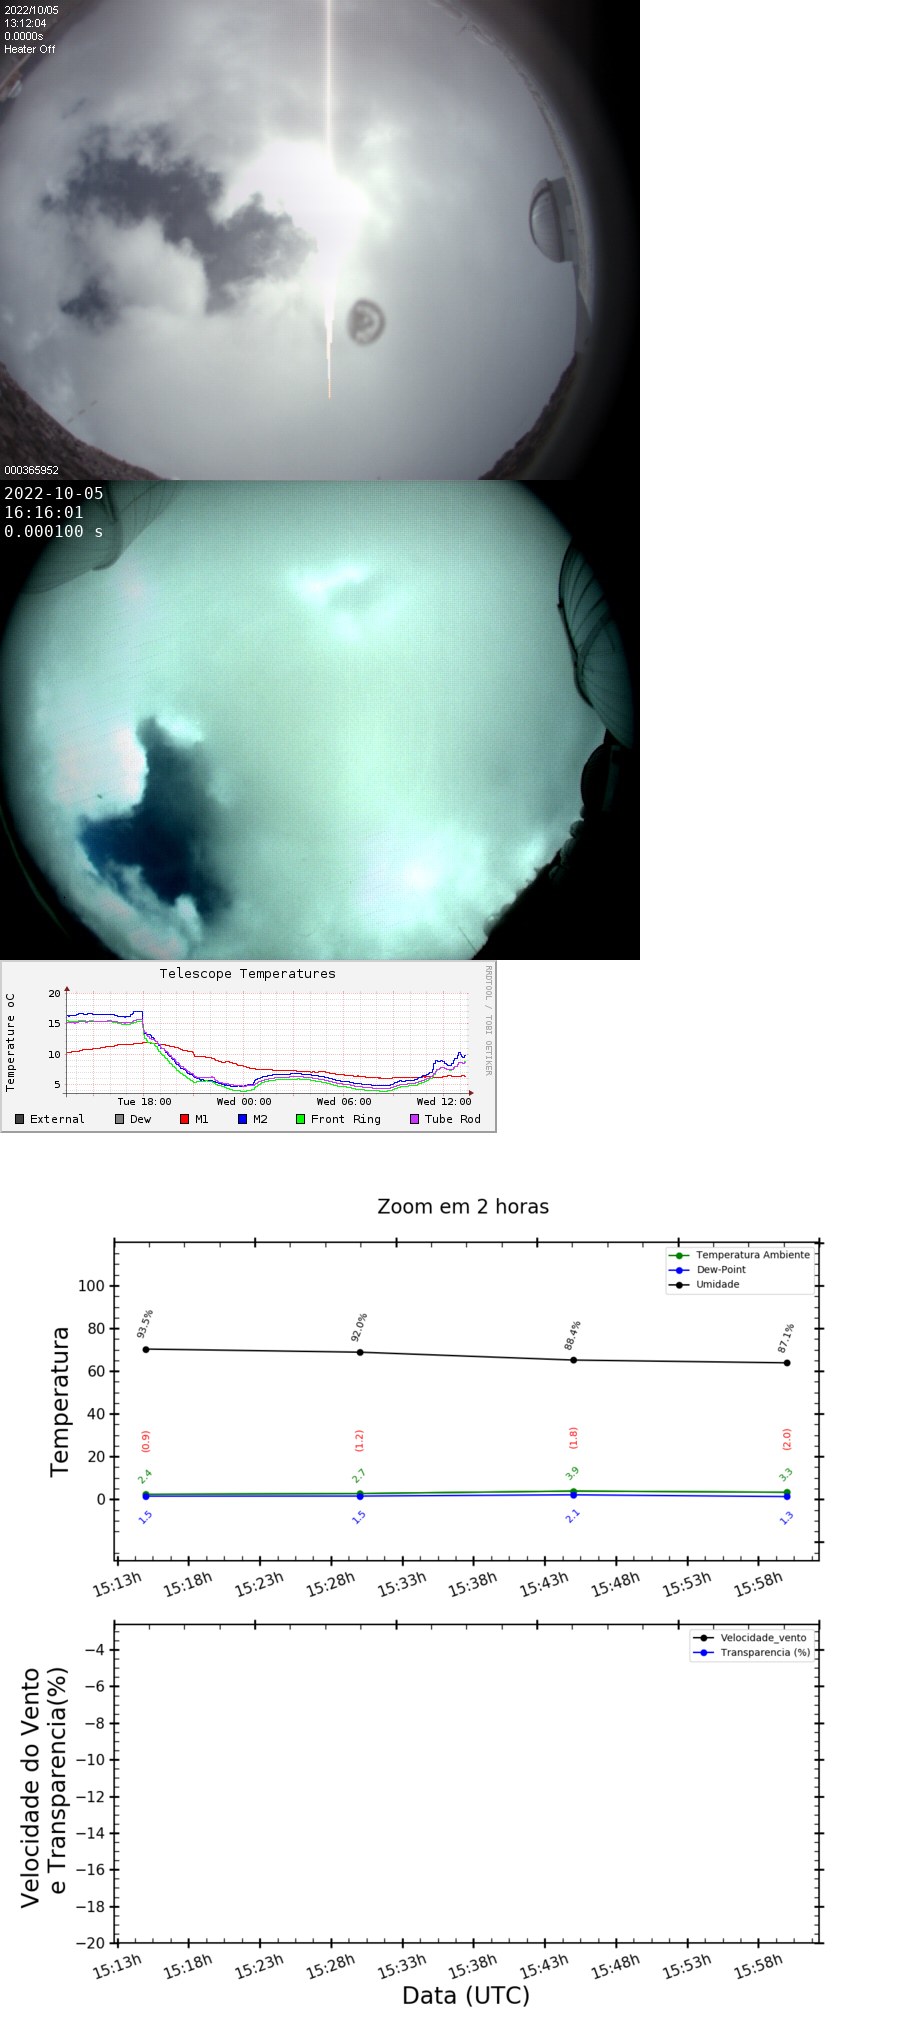 2022/10/05
13:12:04
0.0000s
Heater Off
000365952
2022-10-05
16:16:01
0.000100 s
Telescope Temperatures
RRDTOOL / TOBI OETIKER
Temperature oC
20
15
10
5
Tue 18:00 Wed 00:00 Wed 06:00 Wed 12:00
External Dew M1 M2 Front Ring Tube Rod
Zoom em 2 horas
Temperatura
100
80
60
40
20
0
Temperatura Ambiente
Dew-Point
Umidade
93.5% 92.0% 88.4% 87.1%
(0.9) (1.2) (1.8) (2.0)
2.4 2.7 3.9 3.3
1.5 1.5 2.1 1.3
15:13h 15:18h 15:23h 15:28h 15:33h 15:38h 15:43h 15:48h 15:53h 15:58h
Velocidade do Vento
e Transparencia(%)
−4
−6
−8
−10
−12
−14
−16
−18
−20
Velocidade_vento
Transparencia (%)
15:13h 15:18h 15:23h 15:28h 15:33h 15:38h 15:43h 15:48h 15:53h 15:58h
Data (UTC)